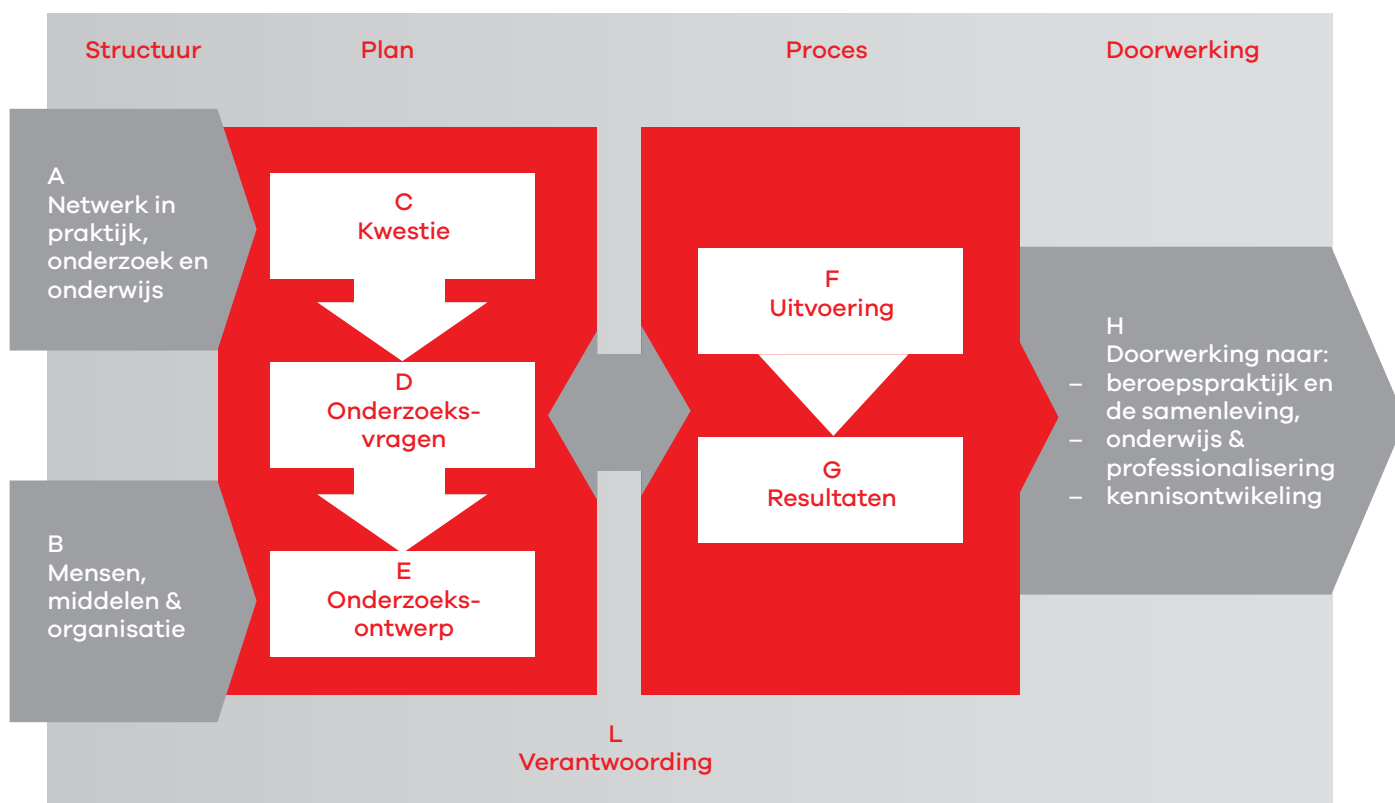 Structuur
Plan
Proces
Doorwerking
A
Netwerk in
praktijk,
onderzoek en
onderwijs
B
Mensen,
middelen &
organisatie
C
Kwestie
D
Onderzoeks-
vragen
E
Onderzoeks-
ontwerp
F
Uitvoering
G
Resultaten
H
Doorwerking naar:
– beroepspraktijk en
de samenleving,
– onderwijs &
professionalisering
– kennisontwikeling
L
Verantwoording